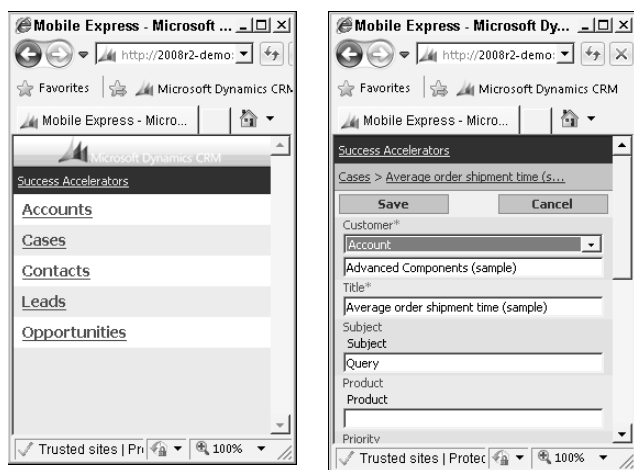 Mobile Express - Microsoft ...
http://2008r2-demo:
Favorites
Microsoft Dynamics CRM
Mobile Express - Micro...
Microsoft Dynamics CRM
Success Accelerators
Accounts
Cases
Contacts
Leads
Opportunities
Trusted sites | Pr
100%
Mobile Express - Microsoft Dy...
http://2008r2-demo:
Favorites
Microsoft Dynamics CRM
Mobile Express - Micro...
Success Accelerators
Cases > Average order shipment time (s...
Save
Cancel
Customer*
Account
Advanced Components (sample)
Title*
Average order shipment time (sample)
Subject
Subject
Query
Product
Product
Priority
Trusted sites | Protec
100%